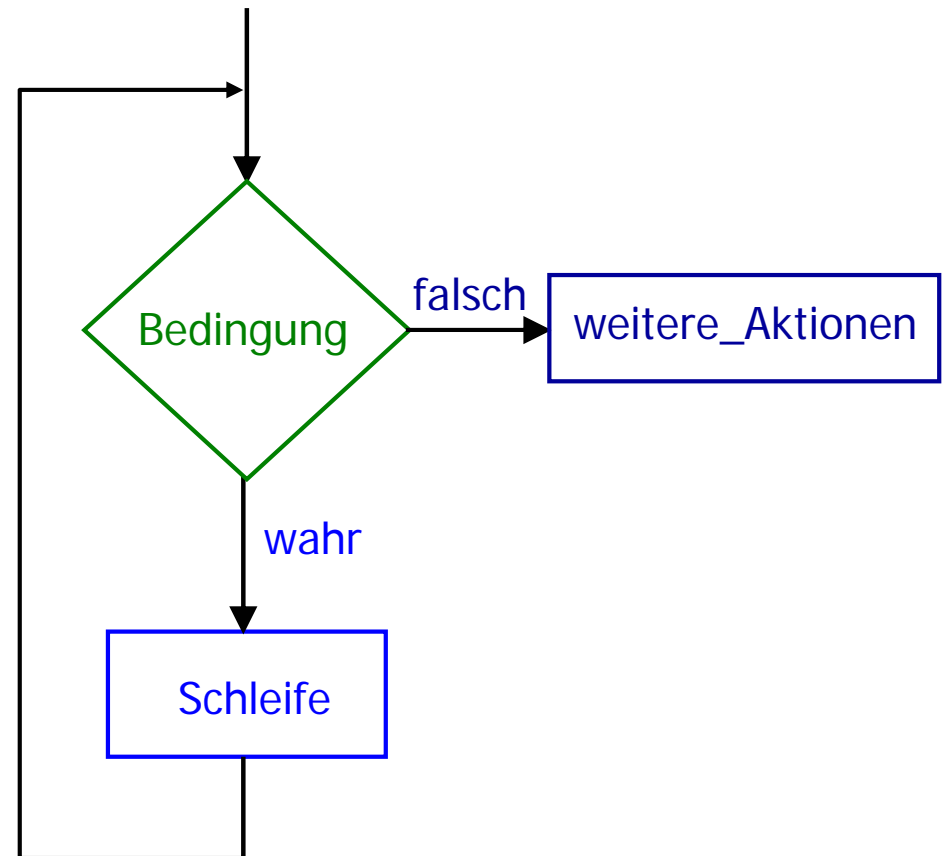 falsch
Bedingung
weitere_Aktionen
wahr
Schleife